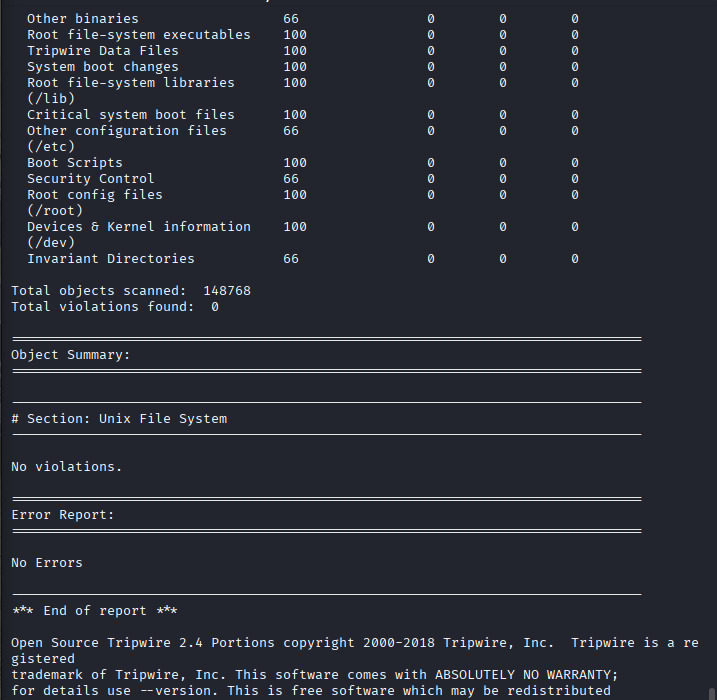 Other binaries 66 0 0 0
Root file-system executables 100 0 0 0
Tripwire Data Files 100 0 0 0
System boot changes 100 0 0 0
Root file-system libraries 100 0 0 0
(/lib)
Critical system boot files 100 0 0 0
Other configuration files 66 0 0 0
(/etc)
Boot Scripts 100 0 0 0
Security Control 66 0 0 0
Root config files 100 0 0 0
(/root)
Devices & Kernel information 100 0 0 0
(/dev)
Invariant Directories 66 0 0 0
Total objects scanned: 148768
Total violations found: 0
Object Summary:
# Section: Unix File System
No violations.
Error Report:
No Errors
*** End of report ***
Open Source Tripwire 2.4 Portions copyright 2000-2018 Tripwire, Inc. Tripwire is a re
gistered
trademark of Tripwire, Inc. This software comes with ABSOLUTELY NO WARRANTY;
for details use --version. This is free software which may be redistributed